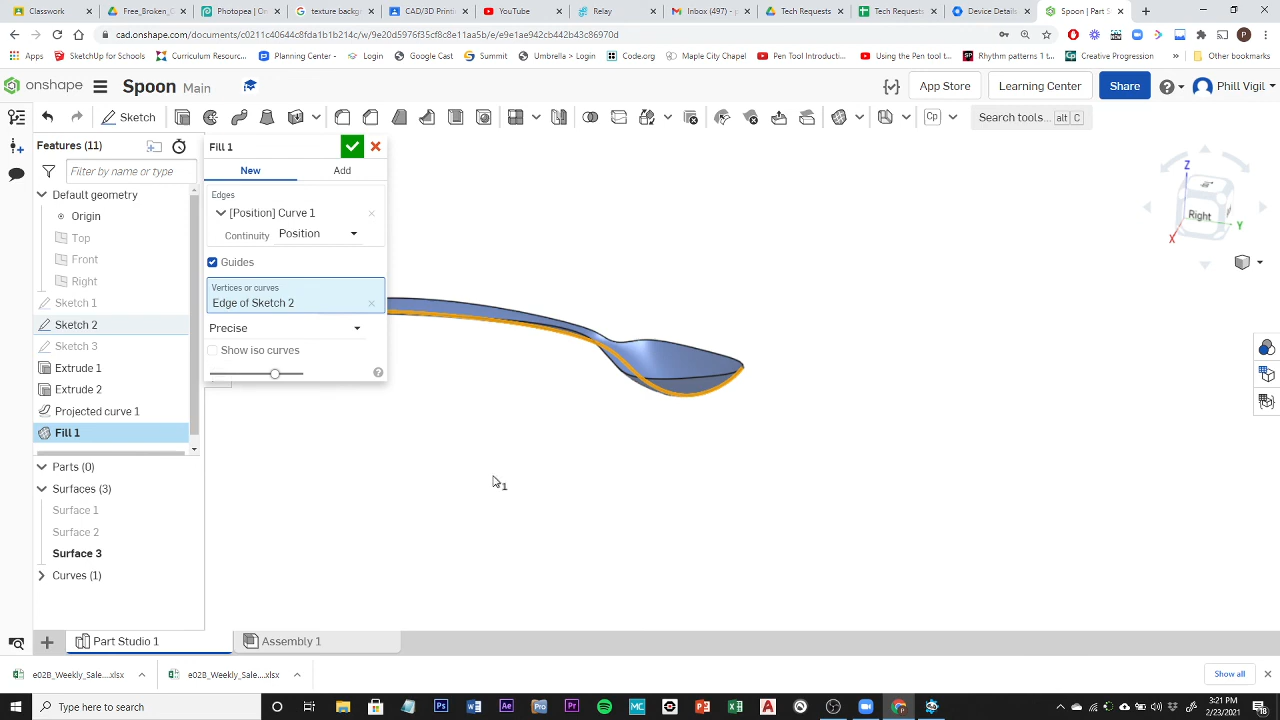 Classwork
Free_Broken_C
Photopea | C
texture backg
CAD/3D Print
YouTube
Relay
Inbox (497) - p
Tech Requests
Tech Request
Device Details
Spoon | Part S
cad.onshape.com/documents/c0211c40644c8fda1b1b214c/w/9e20d5976f35cf8c8e11aa5b/e/e9e1ae942cb442b43c86970d
Apps
SketchUp for Schools
Curriculum Resour...
Planning Center
Google Cast
Summit
Umbrella > Login
Code.org
Maple City Chapel
Pen Tool Introducti...
Using the Pen tool t...
Rhythm patterns 1 t...
Creative Progression
Other bookmarks
onshape
Spoon Main
App Store
Learning Center
Share
Phill Vigil
Sketch
Search tools... alt C
Features (11)
Filter by name or type
Default geometry
Origin
Top
Front
Right
Sketch 1
Sketch 2
Sketch 3
Extrude 1
Extrude 2
Projected curve 1
Fill 1
Parts (0)
Surfaces (3)
Surface 1
Surface 2
Surface 3
Curves (1)
Fill 1
New
Add
Edges
[Position] Curve 1
Continuity Position
Guides
Vertices or curves
Edge of Sketch 2
Precise
Show iso curves
Z
Right
Y
X
1
Part Studio 1
Assembly 1
e02B_Weekly_Sale....xlsx
e02B_Weekly_Sale....xlsx
Show all
Type here to search
3:21 PM
2/23/2021